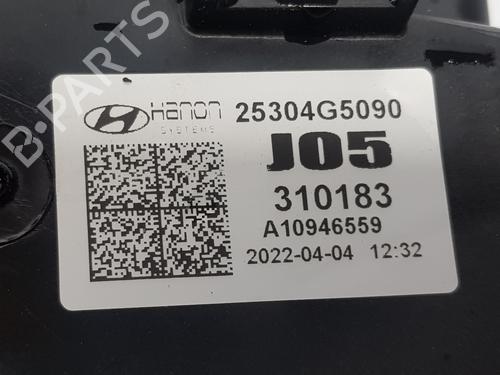 B-PARTS
Hanon 25304G5090
SYSTEMS
J05
310183
A10946559
2022-04-04 12:32